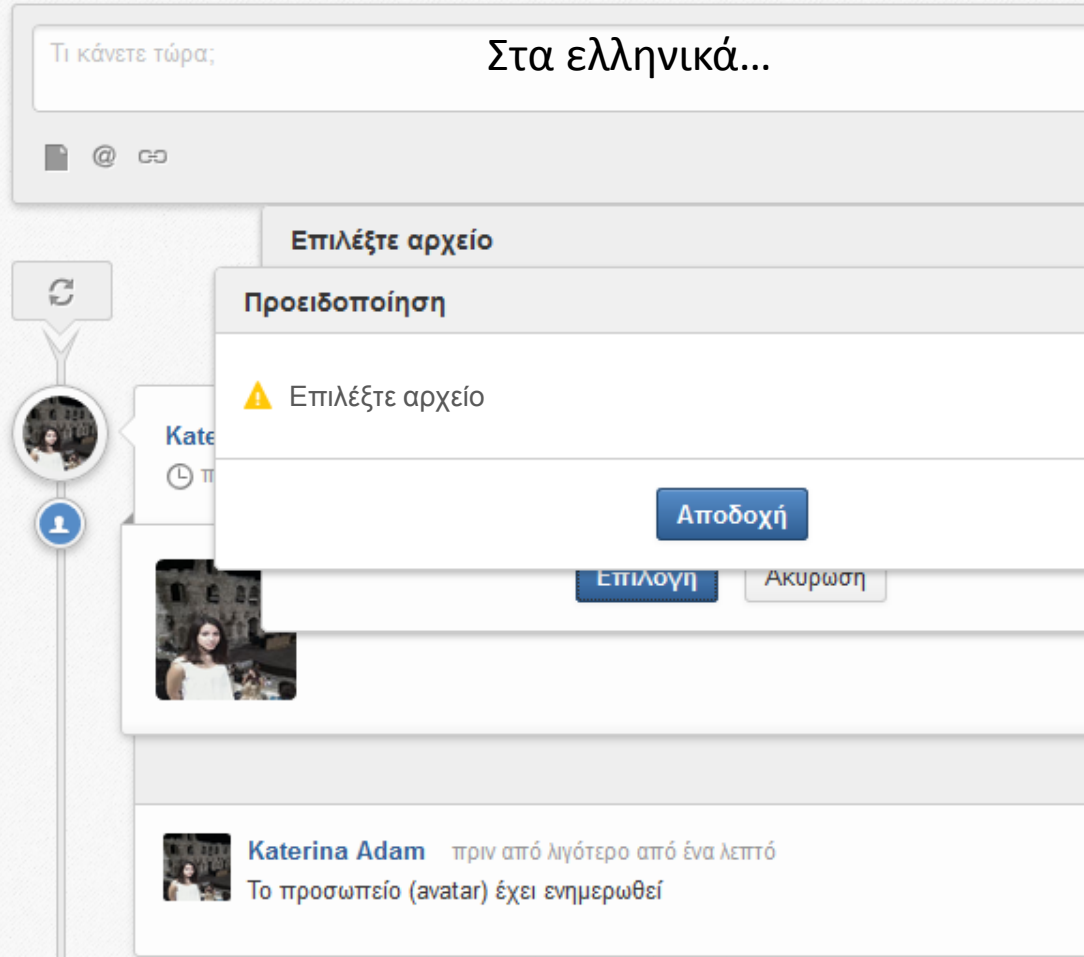 Τι κάνετε τώρα;
Στα ελληνικά...
@
Επιλέξτε αρχείο
Προειδοποίηση
Επιλέξτε αρχείο
Kate
π
Αποδοχή
Επιλογή Ακύρωση
Katerina Adam πριν από λιγότερο από ένα λεπτό
Το προσωπείο (avatar) έχει ενημερωθεί